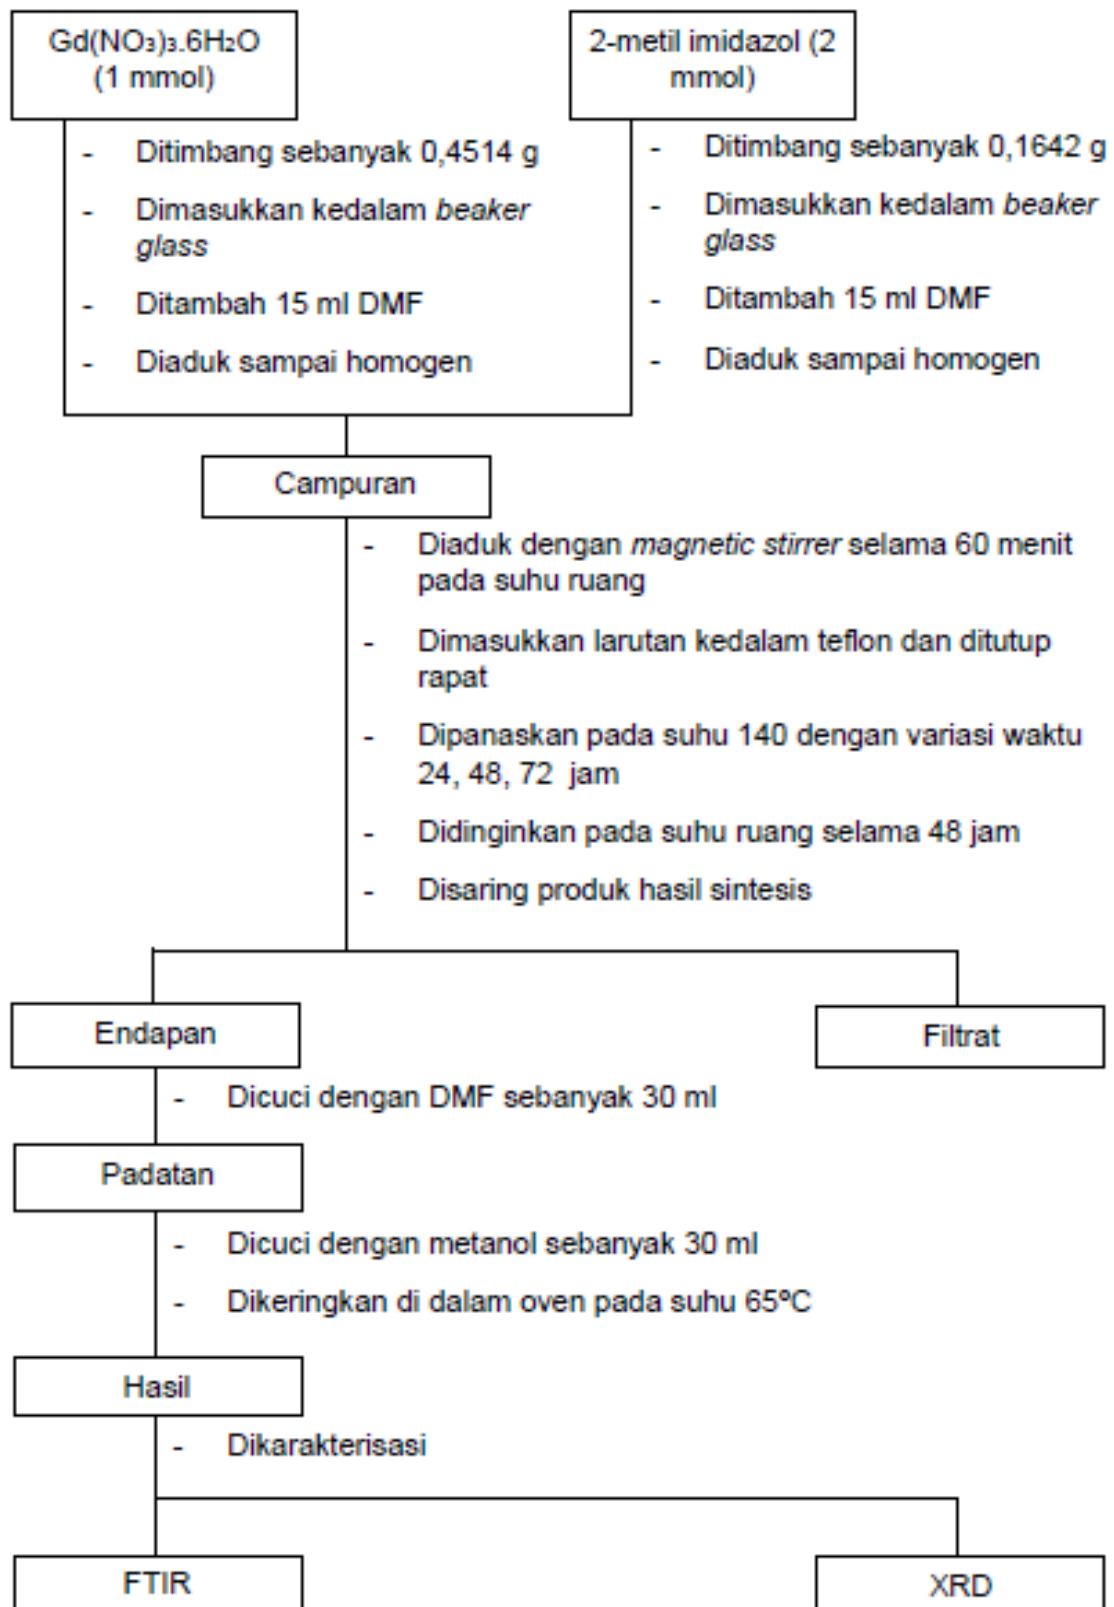 Gd(NO₃)₃.6H₂O
(1 mmol)
2-metil imidazol (2
mmol)
- Ditimbang sebanyak 0,4514 g
- Dimasukkan kedalam beaker
glass
- Ditambah 15 ml DMF
- Diaduk sampai homogen
- Ditimbang sebanyak 0,1642 g
- Dimasukkan kedalam beaker
glass
- Ditambah 15 ml DMF
- Diaduk sampai homogen
Campuran
- Diaduk dengan magnetic stirrer selama 60 menit
pada suhu ruang
- Dimasukkan larutan kedalam teflon dan ditutup
rapat
- Dipanaskan pada suhu 140 dengan variasi waktu
24, 48, 72 jam
- Didinginkan pada suhu ruang selama 48 jam
- Disaring produk hasil sintesis
Endapan
Filtrat
- Dicuci dengan DMF sebanyak 30 ml
Padatan
- Dicuci dengan metanol sebanyak 30 ml
- Dikeringkan di dalam oven pada suhu 65ºC
Hasil
- Dikarakterisasi
FTIR
XRD